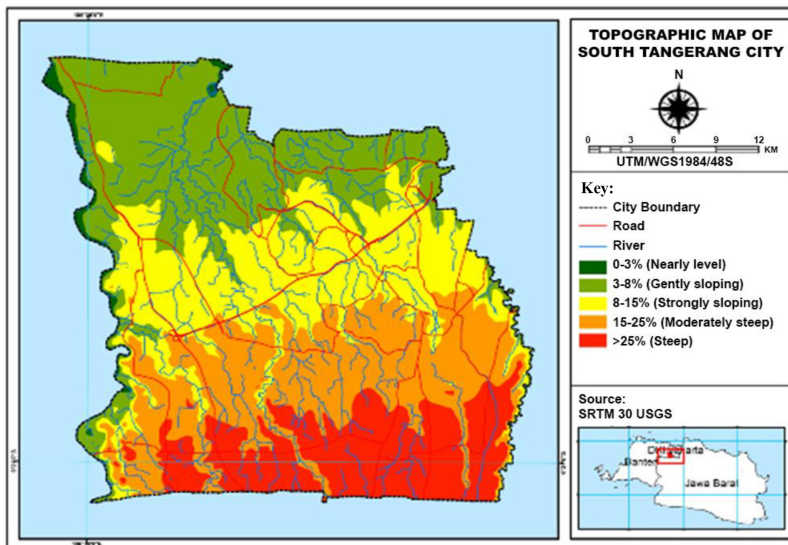 TOPOGRAPHIC MAP OF
SOUTH TANGERANG CITY
N
0 3 6 9 12
KM
UTM/WGS1984/48S
Key:
City Boundary
Road
River
0-3% (Nearly level)
3-8% (Gently sloping)
8-15% (Strongly sloping)
15-25% (Moderately steep)
>25% (Steep)
Source:
SRTM 30 USGS
Banten
Jawa Barat